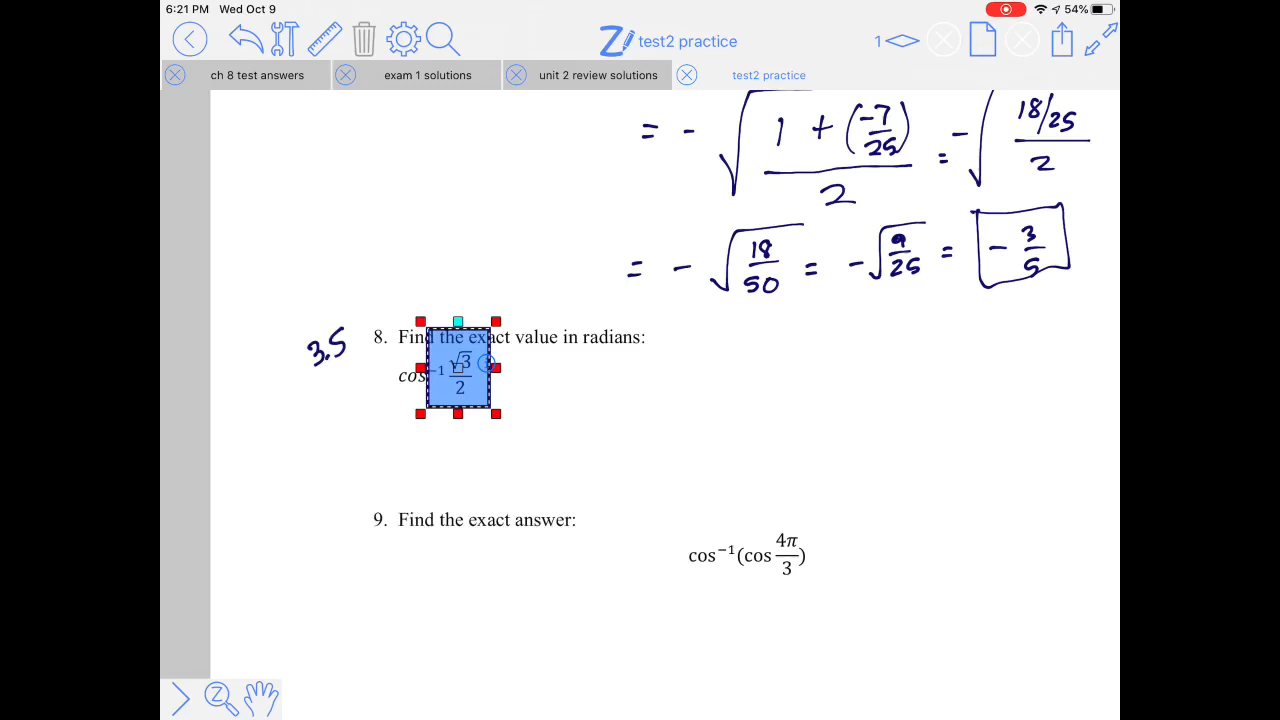 6:21 PM Wed Oct 9 54%
test2 practice 1
ch 8 test answers exam 1 solutions unit 2 review solutions test2 practice
= - √((1 + (-7/25))/2) = - √((18/25)/2)
= - √(18/50) = - √(9/25) = - 3/5
3.5 8. Find the exact value in radians:
cos⁻¹ √3/2
9. Find the exact answer:
cos⁻¹(cos 4π/3)